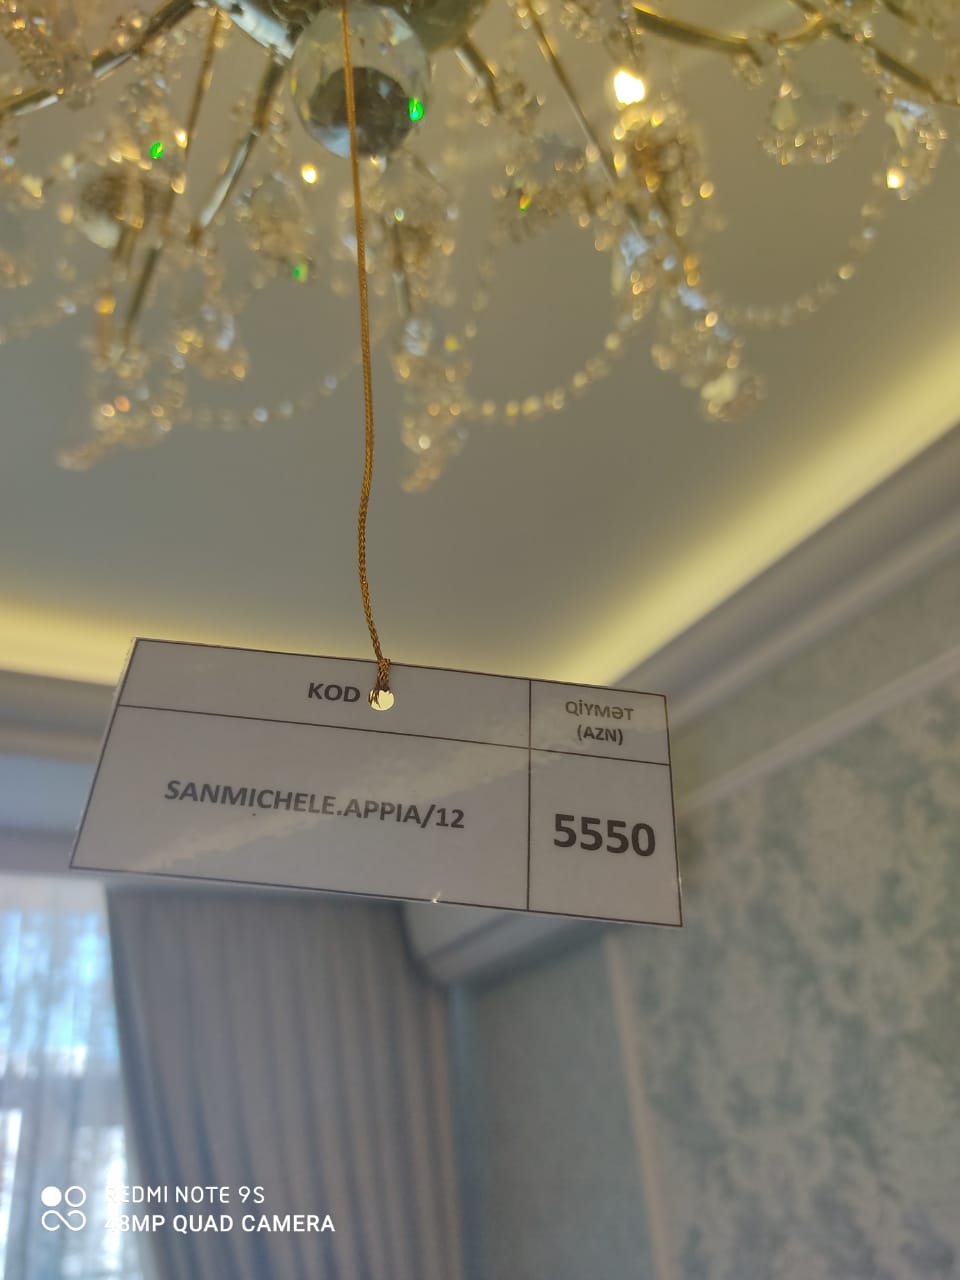 KOD
QİYMƏT
(AZN)
SANMICHELE.APPIA/12
5550
REDMI NOTE 9S
48MP QUAD CAMERA